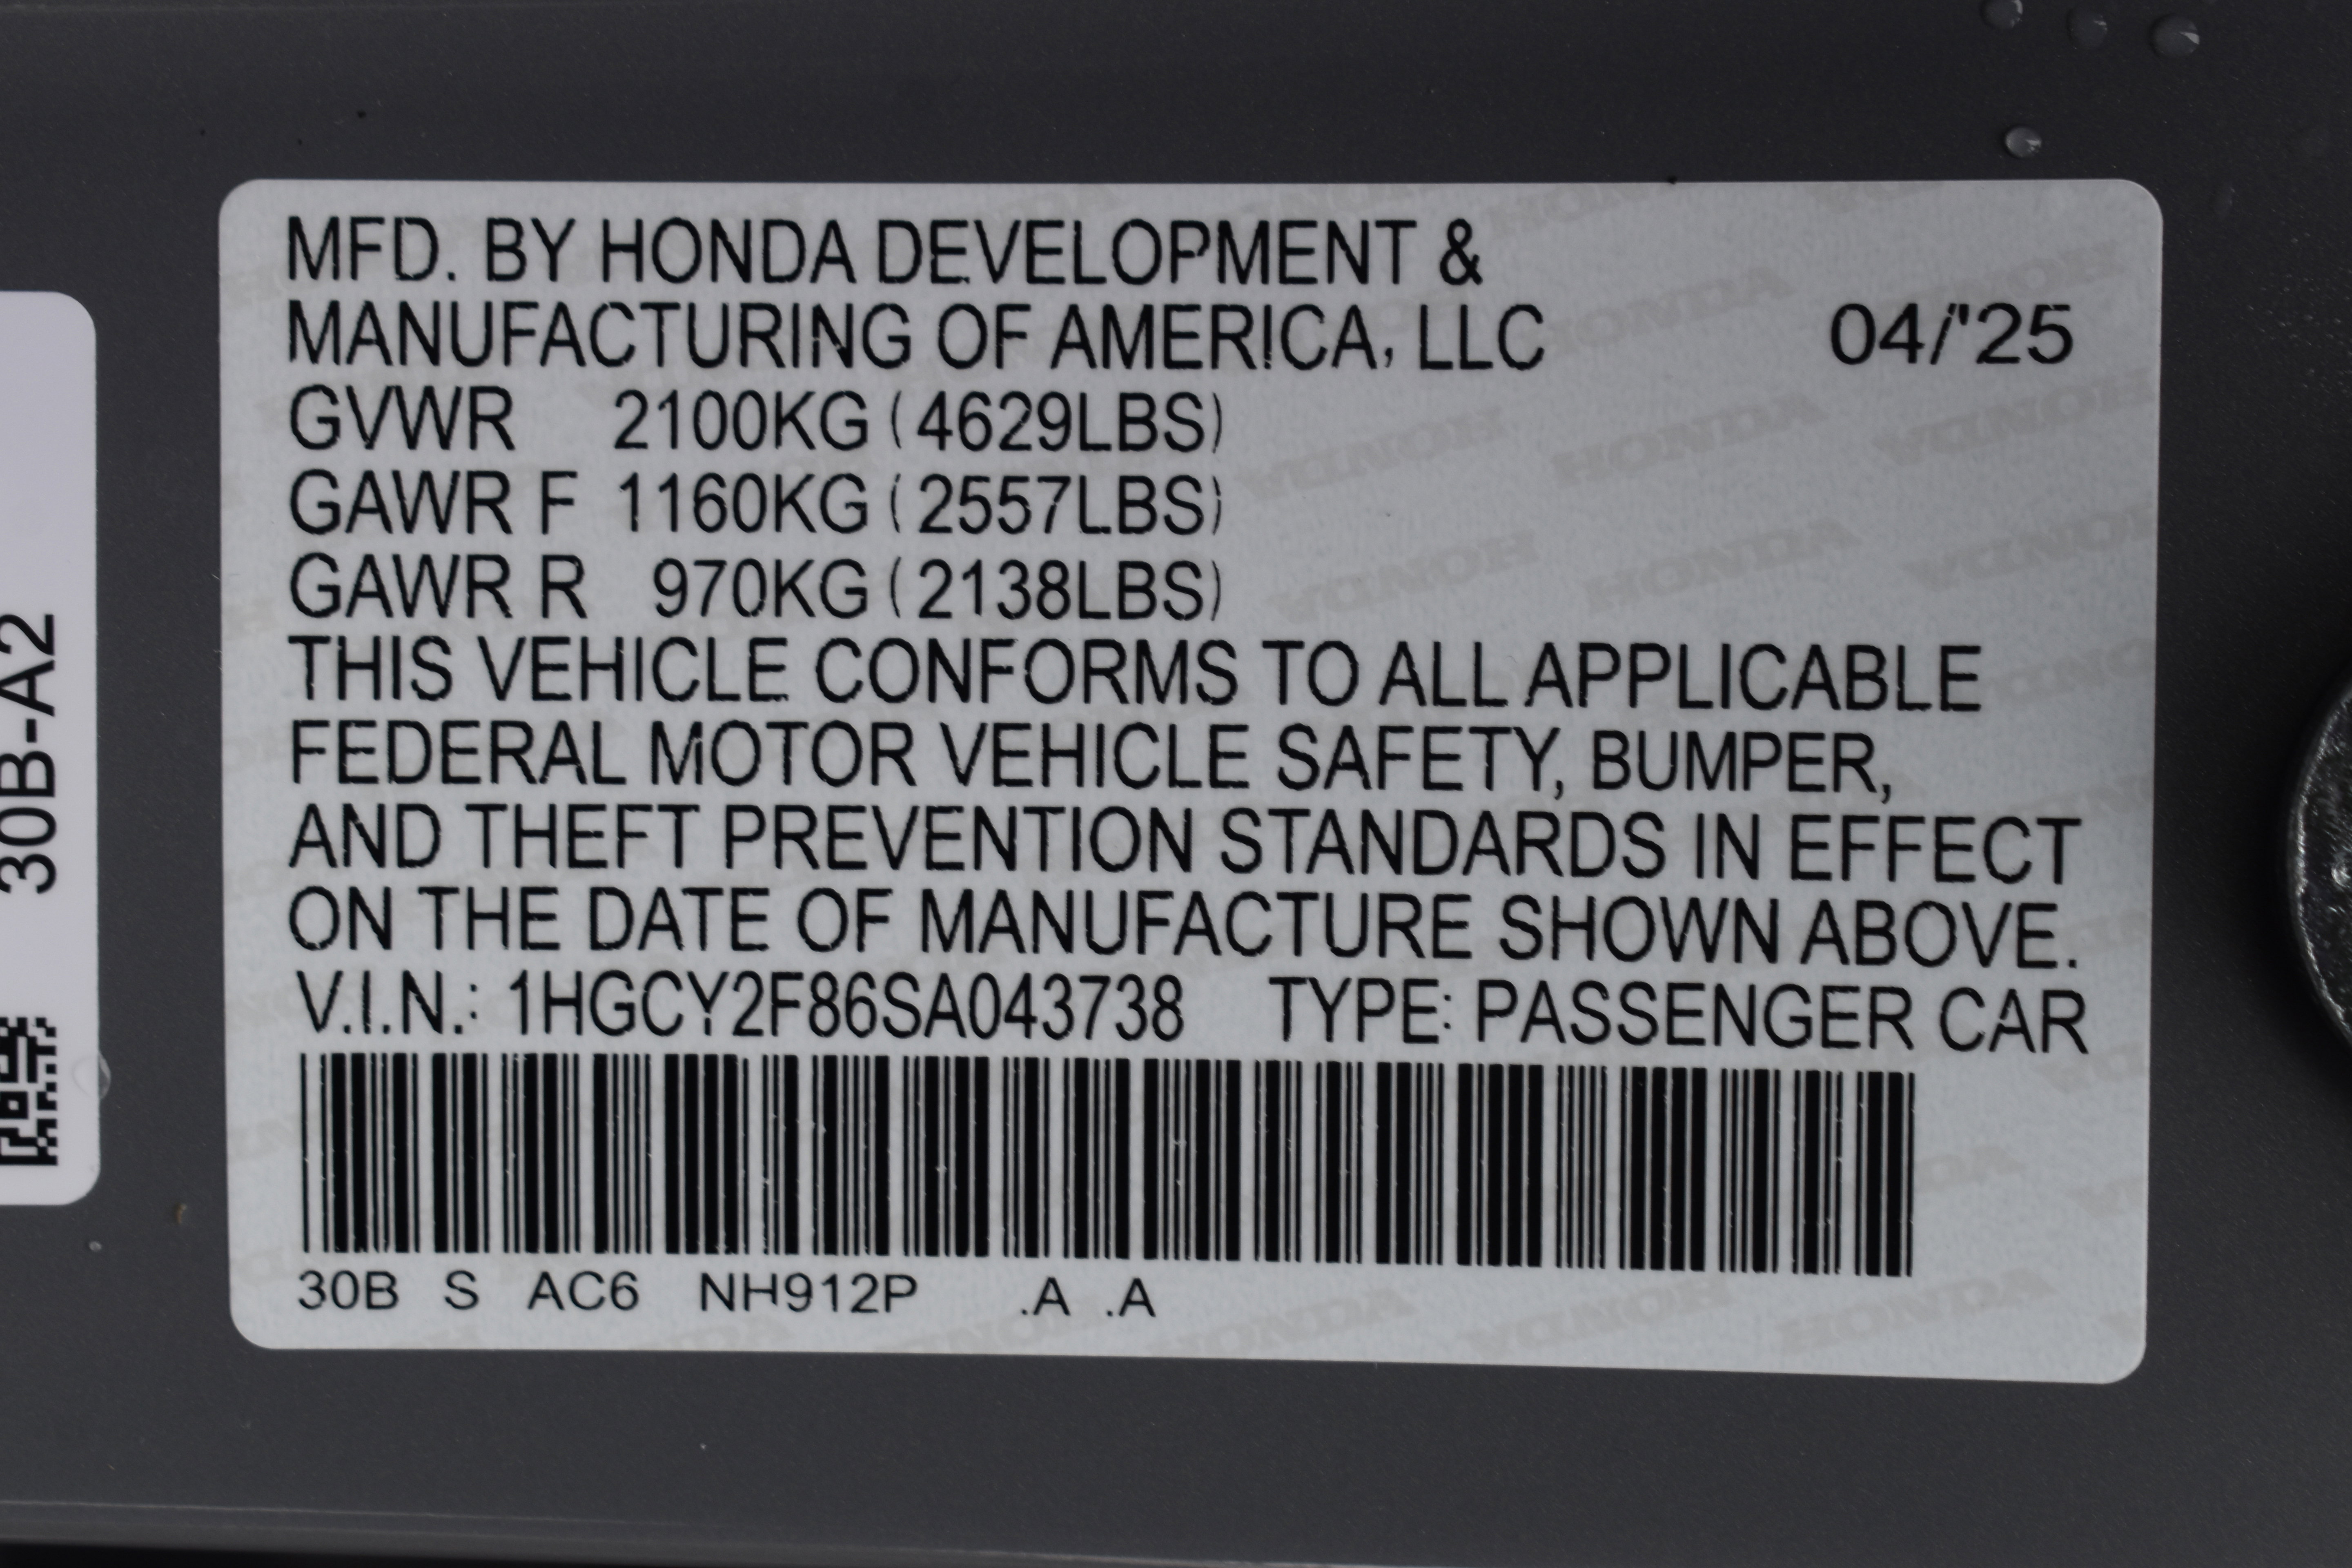 MFD. BY HONDA DEVELOPMENT &
MANUFACTURING OF AMERICA, LLC 04/'25
GVWR 2100KG (4629LBS)
GAWR F 1160KG (2557LBS)
GAWR R 970KG (2138LBS)
THIS VEHICLE CONFORMS TO ALL APPLICABLE
FEDERAL MOTOR VEHICLE SAFETY, BUMPER,
AND THEFT PREVENTION STANDARDS IN EFFECT
ON THE DATE OF MANUFACTURE SHOWN ABOVE.
V.I.N.: 1HGCY2F86SA043738 TYPE: PASSENGER CAR
30B S AC6 NH912P .A .A
30B-A2